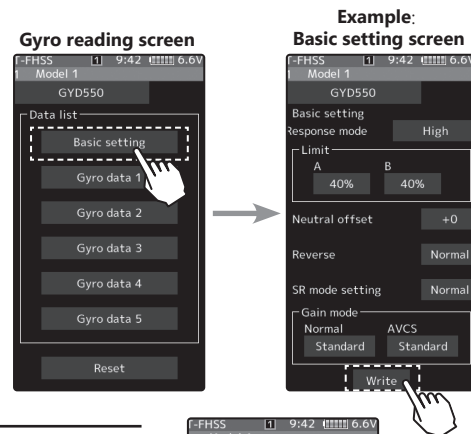 Gyro reading screen
T-FHSS 1 9:42 6.6V
1 Model 1
GYD550
Data list
Basic setting
Gyro data 1
Gyro data 2
Gyro data 3
Gyro data 4
Gyro data 5
Reset
Example:
Basic setting screen
T-FHSS 1 9:42 6.6V
1 Model 1
GYD550
Basic setting
Response mode High
Limit
A B
40% 40%
Neutral offset +0
Reverse Normal
SR mode setting Normal
Gain mode
Normal AVCS
Standard Standard
Write
T-FHSS 1 9:42 6.6V